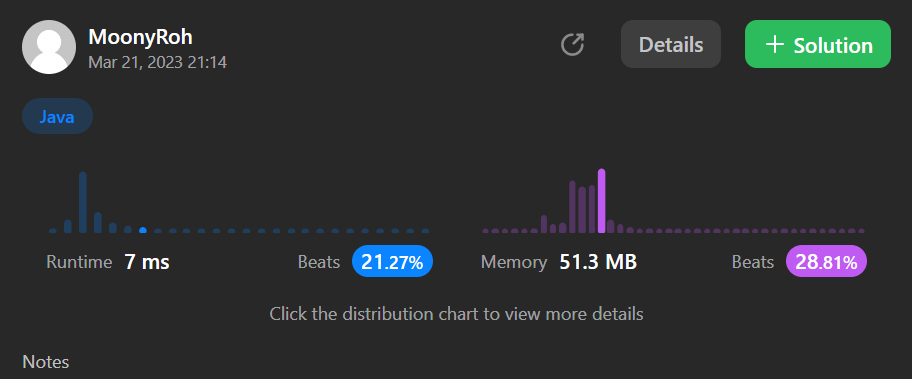 MoonyRoh
Mar 21, 2023 21:14
Details
+ Solution
Java
Runtime 7 ms Beats 21.27%
Memory 51.3 MB Beats 28.81%
Click the distribution chart to view more details
Notes